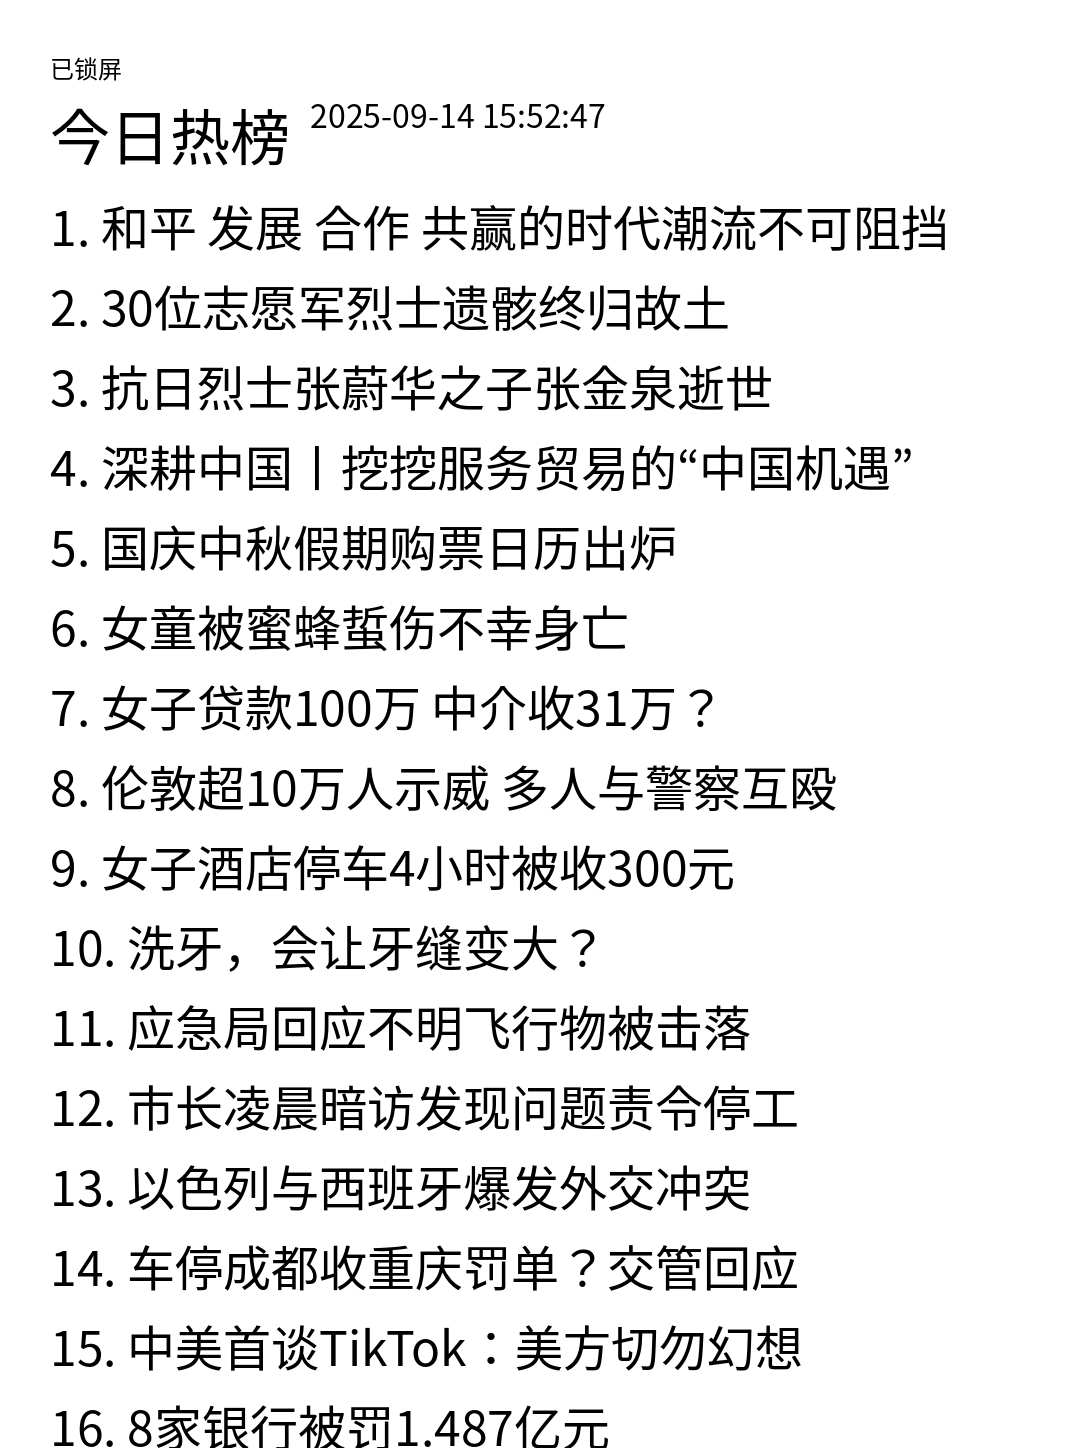 已锁屏
今日热榜 2025-09-14 15:52:47
1. 和平 发展 合作 共赢的时代潮流不可阻挡
2. 30位志愿军烈士遗骸终归故土
3. 抗日烈士张蔚华之子张金泉逝世
4. 深耕中国丨挖挖服务贸易的“中国机遇”
5. 国庆中秋假期购票日历出炉
6. 女童被蜜蜂蜇伤不幸身亡
7. 女子贷款100万 中介收31万？
8. 伦敦超10万人示威 多人与警察互殴
9. 女子酒店停车4小时被收300元
10. 洗牙，会让牙缝变大？
11. 应急局回应不明飞行物被击落
12. 市长凌晨暗访发现问题责令停工
13. 以色列与西班牙爆发外交冲突
14. 车停成都收重庆罚单？交管回应
15. 中美首谈TikTok：美方切勿幻想
16. 8家银行被罚1.487亿元